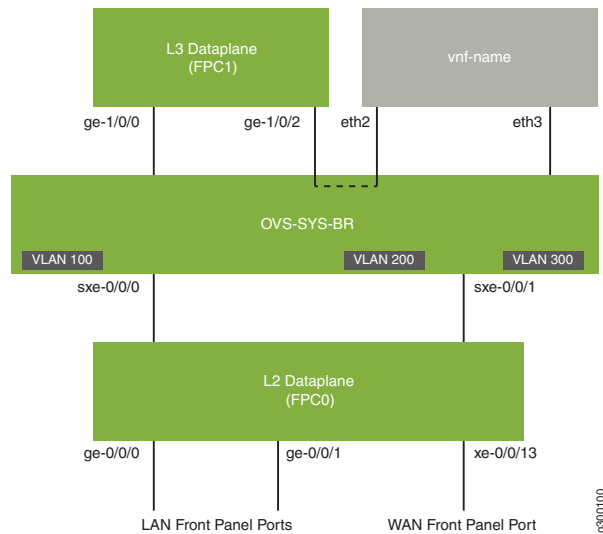 L3 Dataplane
(FPC1)
vnf-name
ge-1/0/0
ge-1/0/2
eth2
eth3
OVS-SYS-BR
VLAN 100
VLAN 200
VLAN 300
sxe-0/0/0
sxe-0/0/1
L2 Dataplane
(FPC0)
ge-0/0/0
ge-0/0/1
xe-0/0/13
LAN Front Panel Ports
WAN Front Panel Port
g300100